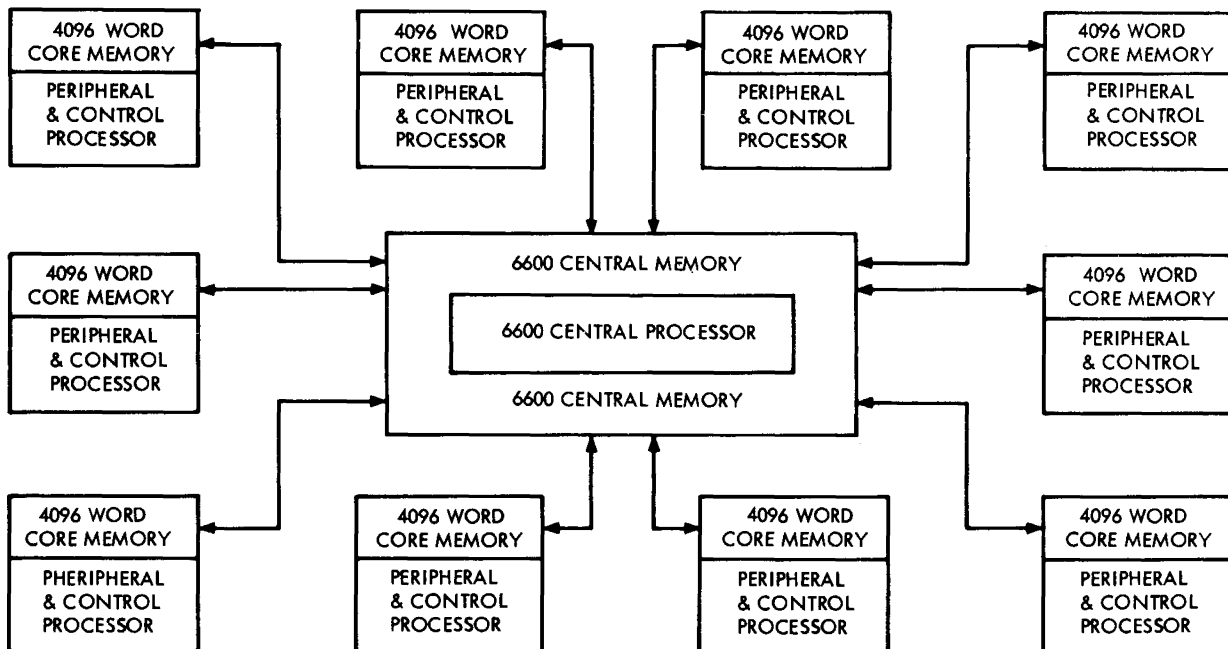 4096 WORD
CORE MEMORY
PERIPHERAL
& CONTROL
PROCESSOR
4096 WORD
CORE MEMORY
PERIPHERAL
& CONTROL
PROCESSOR
4096 WORD
CORE MEMORY
PERIPHERAL
& CONTROL
PROCESSOR
4096 WORD
CORE MEMORY
PERIPHERAL
& CONTROL
PROCESSOR
4096 WORD
CORE MEMORY
PERIPHERAL
& CONTROL
PROCESSOR
6600 CENTRAL MEMORY
6600 CENTRAL PROCESSOR
6600 CENTRAL MEMORY
4096 WORD
CORE MEMORY
PERIPHERAL
& CONTROL
PROCESSOR
4096 WORD
CORE MEMORY
PHERIPHERAL
& CONTROL
PROCESSOR
4096 WORD
CORE MEMORY
PERIPHERAL
& CONTROL
PROCESSOR
4096 WORD
CORE MEMORY
PERIPHERAL
& CONTROL
PROCESSOR
4096 WORD
CORE MEMORY
PERIPHERAL
& CONTROL
PROCESSOR